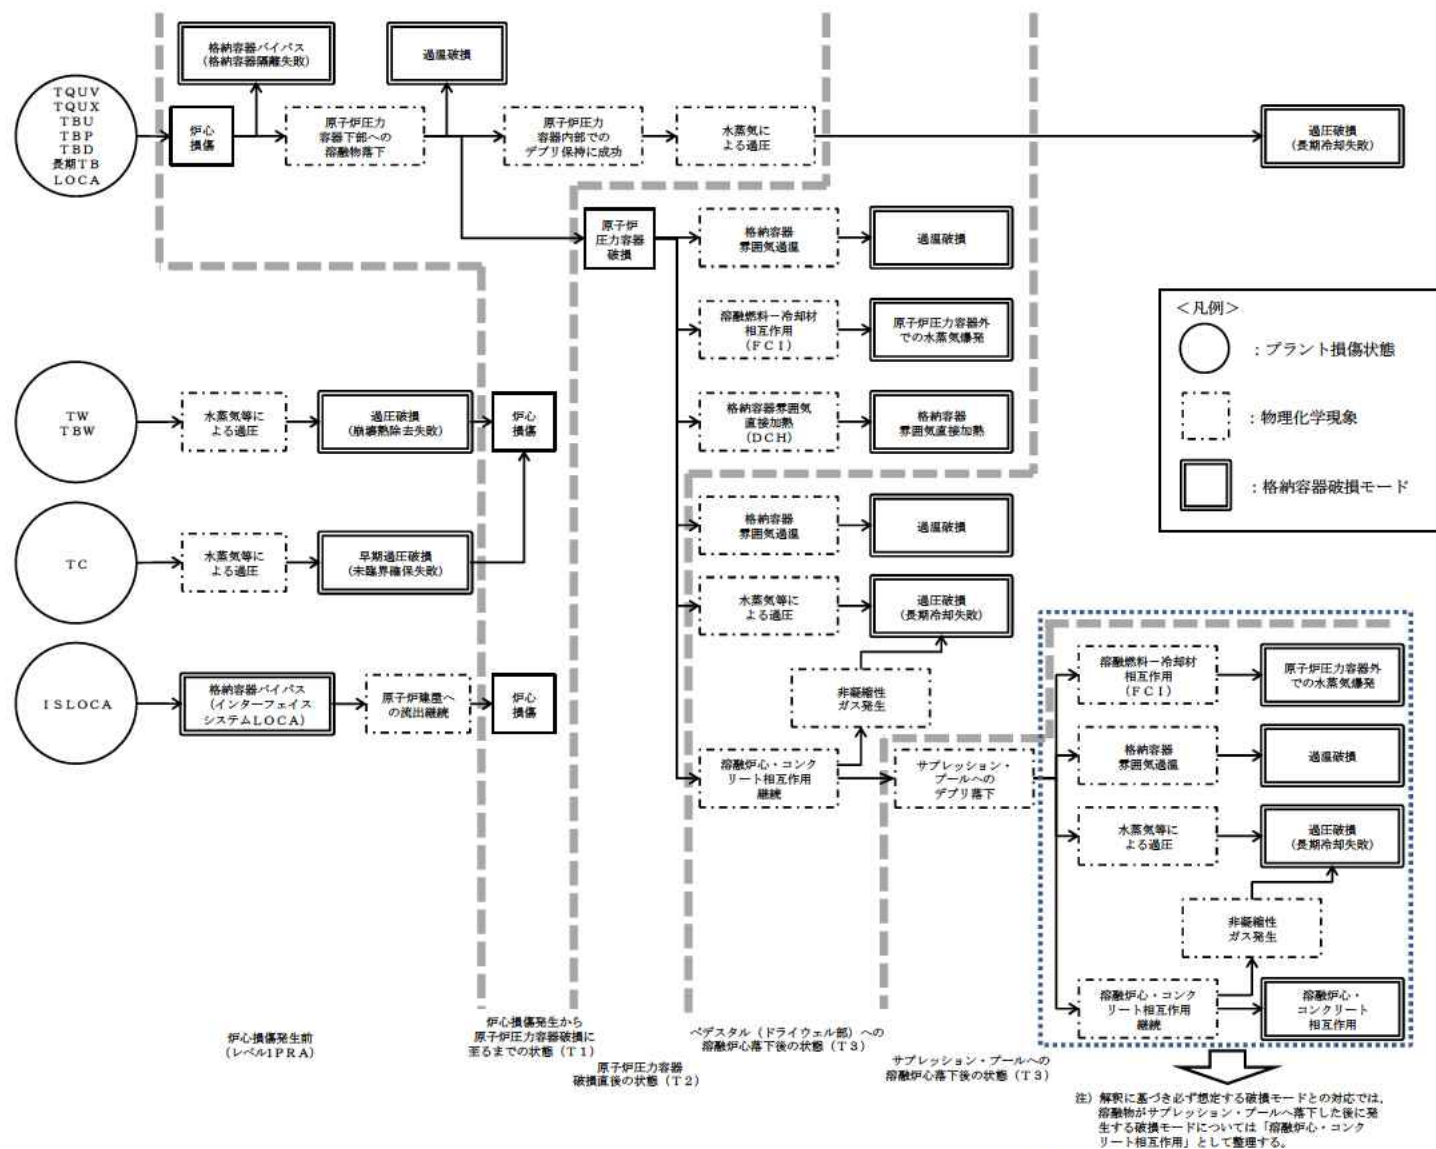 格納容器バイパス
(格納容器隔離失敗)
過温破損
ＴＱＵＶ
ＴＱＵＸ
ＴＢＵ
ＴＢＰ
ＴＢＤ
長期ＴＢ
ＬＯＣＡ
炉心
損傷
原子炉圧力
容器下部への
溶融物落下
原子炉圧力
容器内部での
デブリ保持に成功
水蒸気に
よる過圧
過圧破損
(長期冷却失敗)
原子炉
圧力容器
破損
格納容器
雰囲気過温
過温破損
溶融燃料－冷却材
相互作用
(ＦＣＩ)
原子炉圧力容器外
での水蒸気爆発
格納容器雰囲気
直接加熱
(ＤＣＨ)
格納容器
雰囲気直接加熱
＜凡例＞
：プラント損傷状態
：物理化学現象
：格納容器破損モード
ＴＷ
ＴＢＷ
水蒸気等に
よる過圧
過圧破損
(崩壊熱除去失敗)
炉心
損傷
ＴＣ
水蒸気等に
よる過圧
早期過圧破損
(未臨界確保失敗)
格納容器
雰囲気過温
過温破損
水蒸気等に
よる過圧
過圧破損
(長期冷却失敗)
ＩＳＬＯＣＡ
格納容器バイパス
(インターフェイス
システムＬＯＣＡ)
原子炉建屋へ
の流出継続
炉心
損傷
非凝縮性
ガス発生
溶融炉心・コンク
リート相互作用
継続
サプレッション・
プールへの
デブリ落下
溶融燃料－冷却材
相互作用
(ＦＣＩ)
原子炉圧力容器外
での水蒸気爆発
格納容器
雰囲気過温
過温破損
水蒸気等に
よる過圧
過圧破損
(長期冷却失敗)
非凝縮性
ガス発生
溶融炉心・コンク
リート相互作用
継続
溶融炉心・
コンクリート
相互作用
炉心損傷発生前
(レベル1ＰＲＡ)
炉心損傷発生から
原子炉圧力容器破損に
至るまでの状態（Ｔ１）
原子炉圧力容器
破損直後の状態（Ｔ２）
ペデスタル（ドライウェル部）への
溶融炉心落下後の状態（Ｔ３）
サプレッション・プールへの
溶融炉心落下後の状態（Ｔ３）
注）解釈に基づき必ず想定する破損モードとの対応では、
溶融物がサプレッション・プールへ落下した後に発
生する破損モードについては「溶融炉心・コンク
リート相互作用」として整理する。